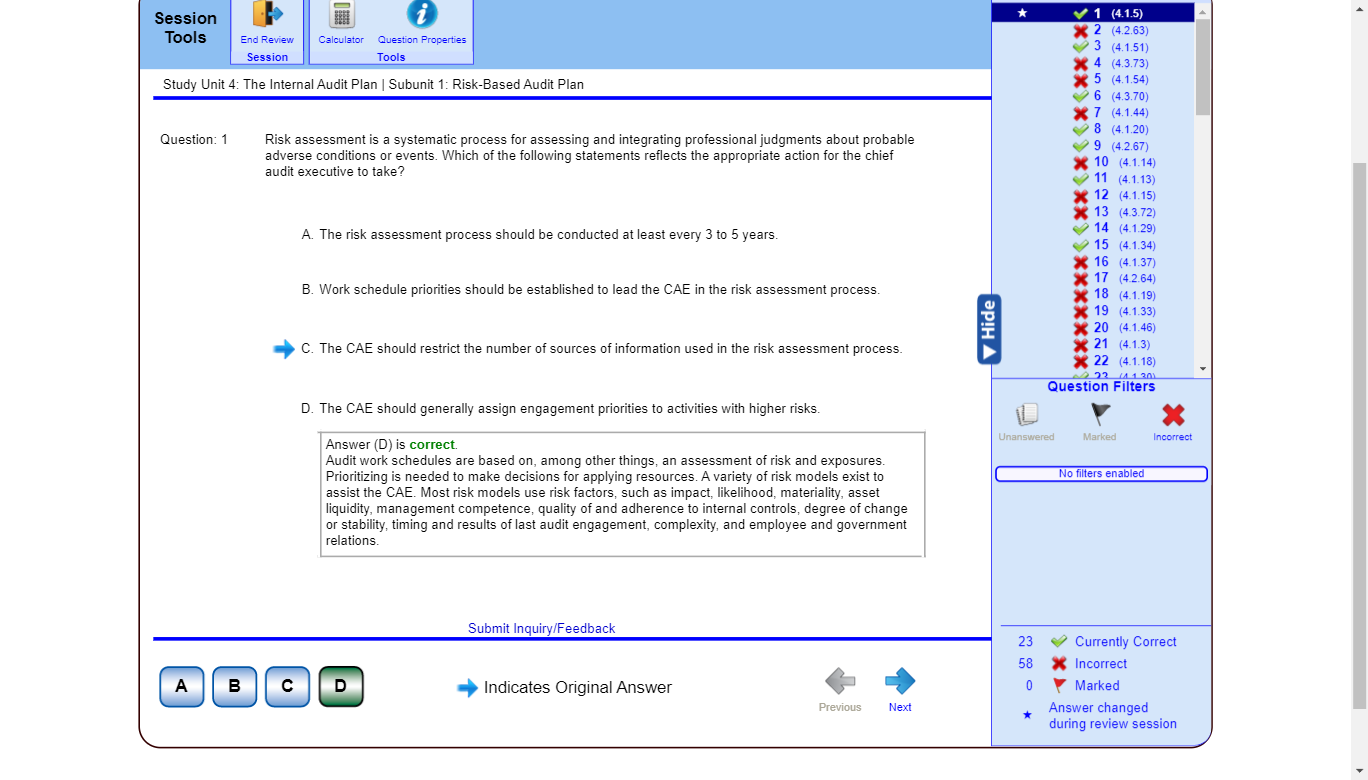 Session
Tools
End Review
Session
Calculator
Question Properties
Tools
Study Unit 4: The Internal Audit Plan | Subunit 1: Risk-Based Audit Plan
Question: 1
Risk assessment is a systematic process for assessing and integrating professional judgments about probable
adverse conditions or events. Which of the following statements reflects the appropriate action for the chief
audit executive to take?
A. The risk assessment process should be conducted at least every 3 to 5 years.
B. Work schedule priorities should be established to lead the CAE in the risk assessment process.
C. The CAE should restrict the number of sources of information used in the risk assessment process.
D. The CAE should generally assign engagement priorities to activities with higher risks.
Answer (D) is correct.
Audit work schedules are based on, among other things, an assessment of risk and exposures.
Prioritizing is needed to make decisions for applying resources. A variety of risk models exist to
assist the CAE. Most risk models use risk factors, such as impact, likelihood, materiality, asset
liquidity, management competence, quality of and adherence to internal controls, degree of change
or stability, timing and results of last audit engagement, complexity, and employee and government
relations.
Submit Inquiry/Feedback
A B C D
Indicates Original Answer
Previous
Next
Hide
1 (4.1.5)
2 (4.2.63)
3 (4.1.51)
4 (4.3.73)
5 (4.1.54)
6 (4.3.70)
7 (4.1.44)
8 (4.1.20)
9 (4.2.67)
10 (4.1.14)
11 (4.1.13)
12 (4.1.15)
13 (4.3.72)
14 (4.1.29)
15 (4.1.34)
16 (4.1.37)
17 (4.2.64)
18 (4.1.19)
19 (4.1.33)
20 (4.1.46)
21 (4.1.3)
22 (4.1.18)
23 (4.1.30)
Question Filters
Unanswered
Marked
Incorrect
No filters enabled
23 Currently Correct
58 Incorrect
0 Marked
Answer changed
during review session